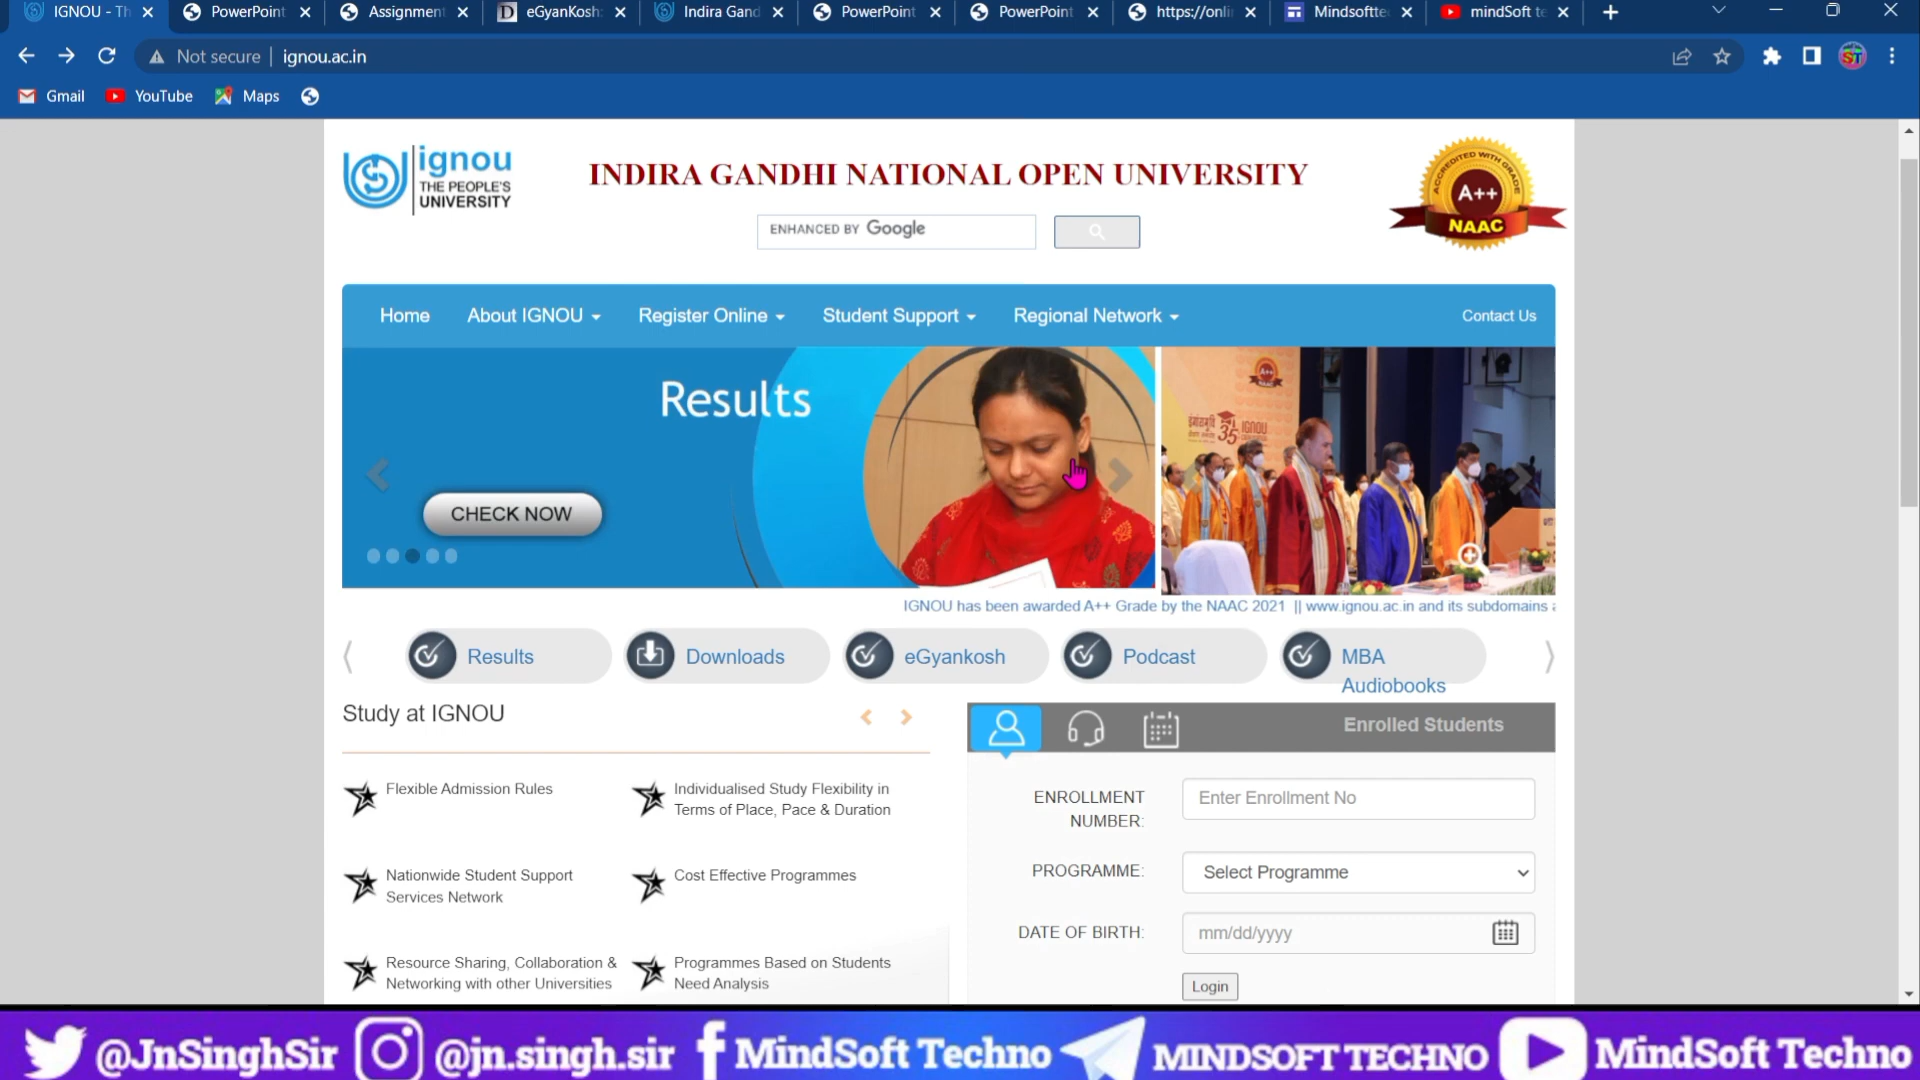 IGNOU - Th
PowerPoint
Assignment
eGyanKosh:
Indira Gand
PowerPoint
PowerPoint
https://onli
Mindsoftte
mindSoft te
Not secure
ignou.ac.in
ST
Gmail
YouTube
Maps
ignou
THE PEOPLE'S
UNIVERSITY
INDIRA GANDHI NATIONAL OPEN UNIVERSITY
ENHANCED BY Google
ACCREDITED WITH GRADE
A++
NAAC
Home
About IGNOU
Register Online
Student Support
Regional Network
Contact Us
Results
CHECK NOW
A++
35
IGNOU
IGNOU has been awarded A++ Grade by the NAAC 2021 || www.ignou.ac.in and its subdomains
Results
Downloads
eGyankosh
Podcast
MBA
Audiobooks
Study at IGNOU
Enrolled Students
Flexible Admission Rules
Individualised Study Flexibility in
Terms of Place, Pace & Duration
Nationwide Student Support
Services Network
Cost Effective Programmes
Resource Sharing, Collaboration &
Networking with other Universities
Programmes Based on Students
Need Analysis
ENROLLMENT
NUMBER:
Enter Enrollment No
PROGRAMME:
Select Programme
DATE OF BIRTH:
mm/dd/yyyy
Login
@JnSinghSir
@jn.singh.sir
MindSoft Techno
MINDSOFT TECHNO
MindSoft Techno